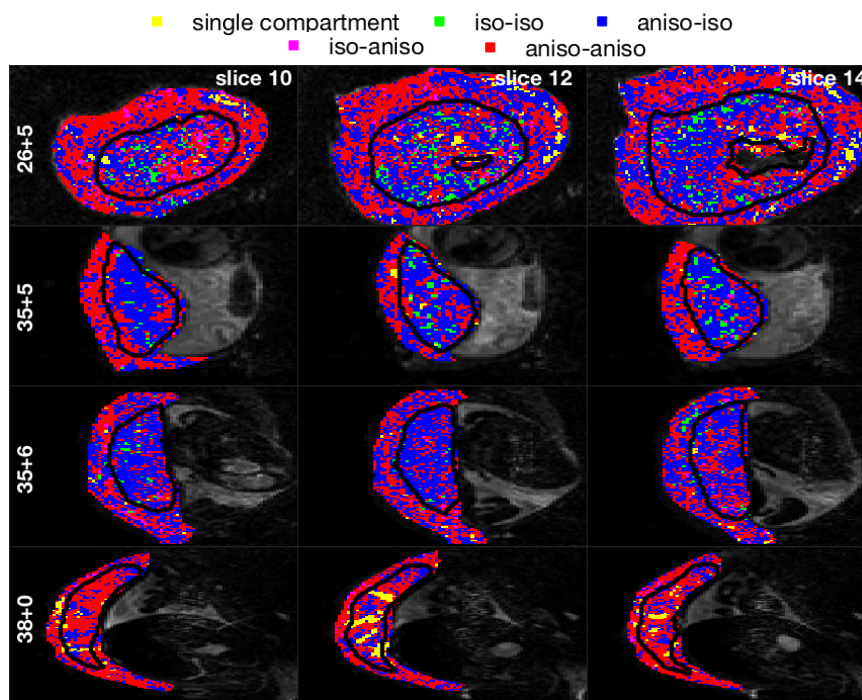 single compartment iso-iso aniso-iso
iso-aniso aniso-aniso
slice 10 slice 12 slice 14
26+5
35+5
35+6
38+0